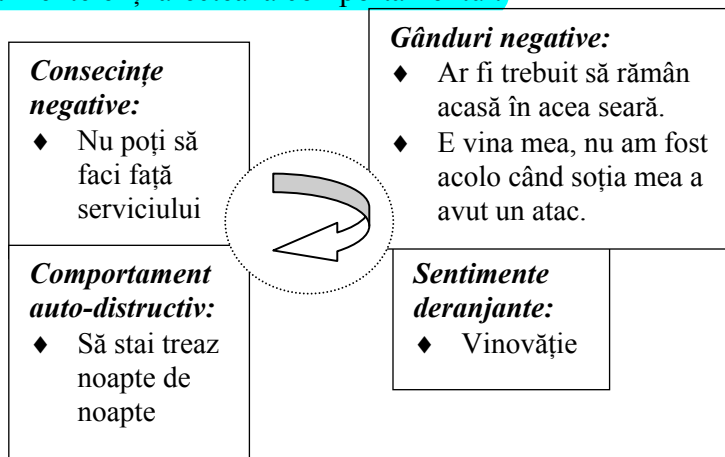 Consecințe
negative:
♦ Nu poți să
faci față
serviciului
Gânduri negative:
♦ Ar fi trebuit să rămân
acasă în acea seară.
♦ E vina mea, nu am fost
acolo când soția mea a
avut un atac.
Comportament
auto-distructiv:
♦ Să stai treaz
noapte de
noapte
Sentimente
deranjante:
♦ Vinovăție